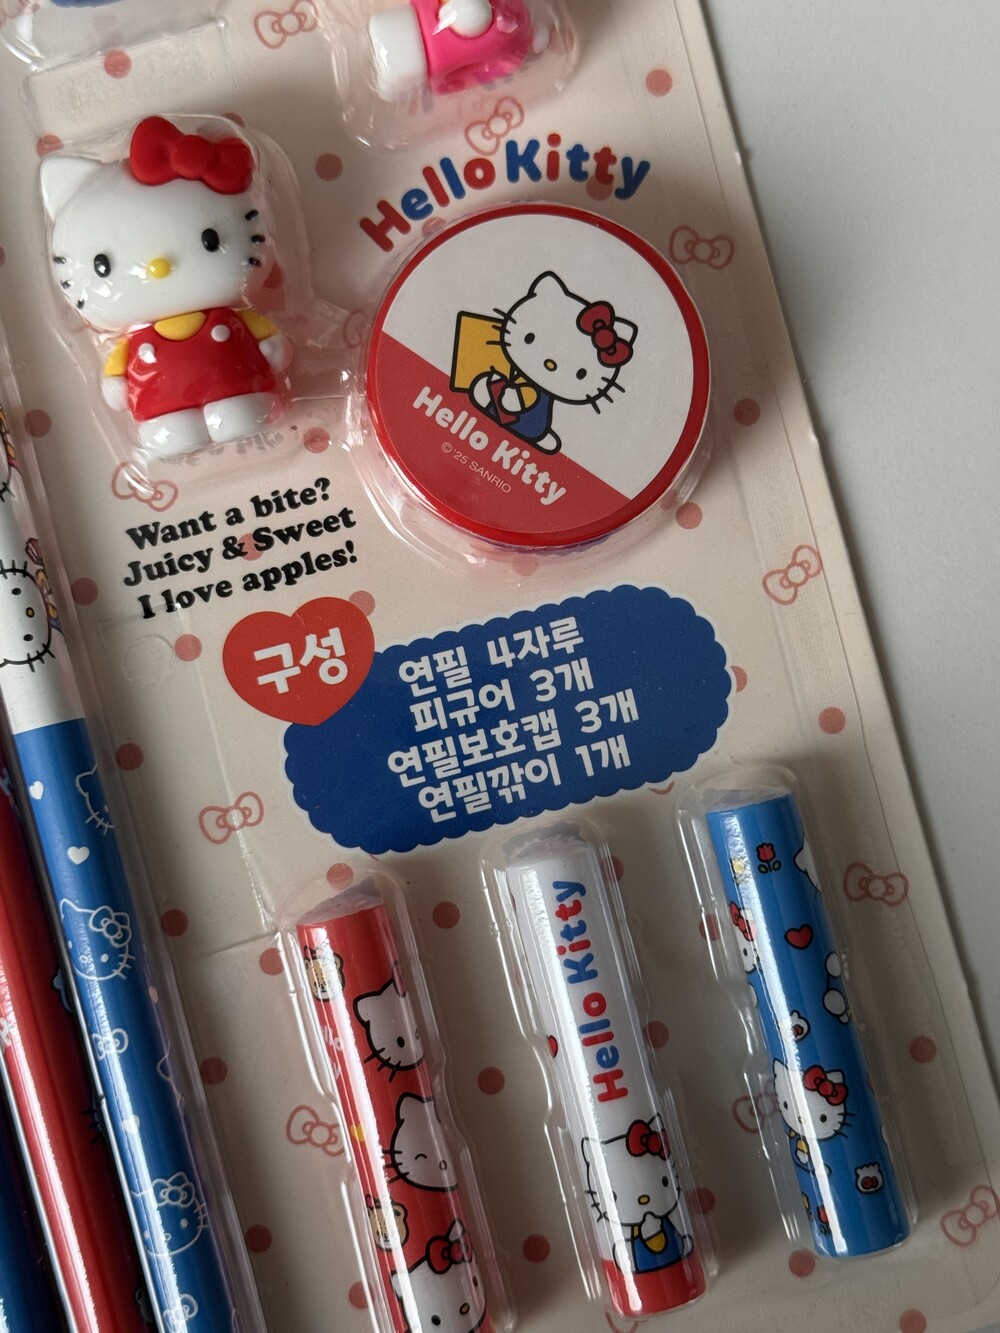 Hello Kitty
Hello Kitty
© '25 SANRIO
Want a bite?
Juicy & Sweet
I love apples!
구성
연필 4자루
피규어 3개
연필보호캡 3개
연필깎이 1개
Hello Kitty